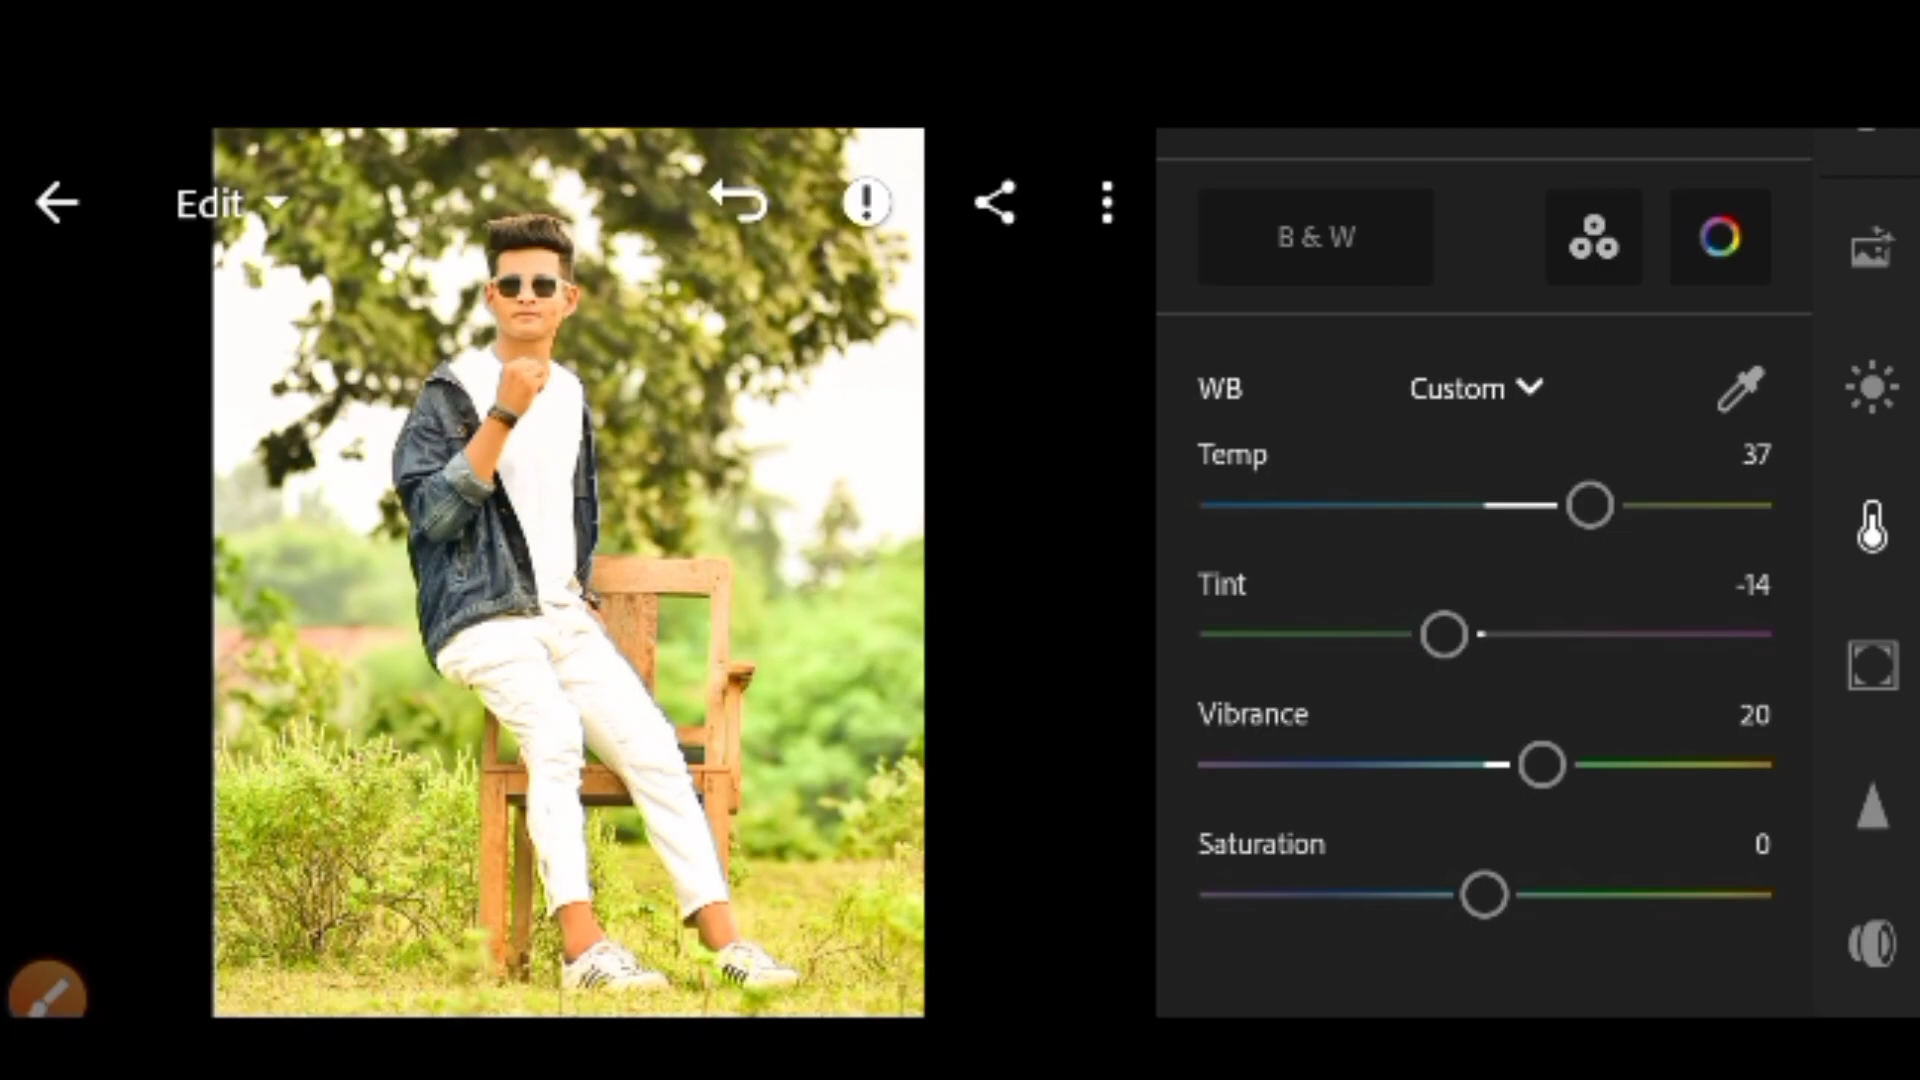 Edit
B & W
WB Custom
Temp 37
Tint -14
Vibrance 20
Saturation 0